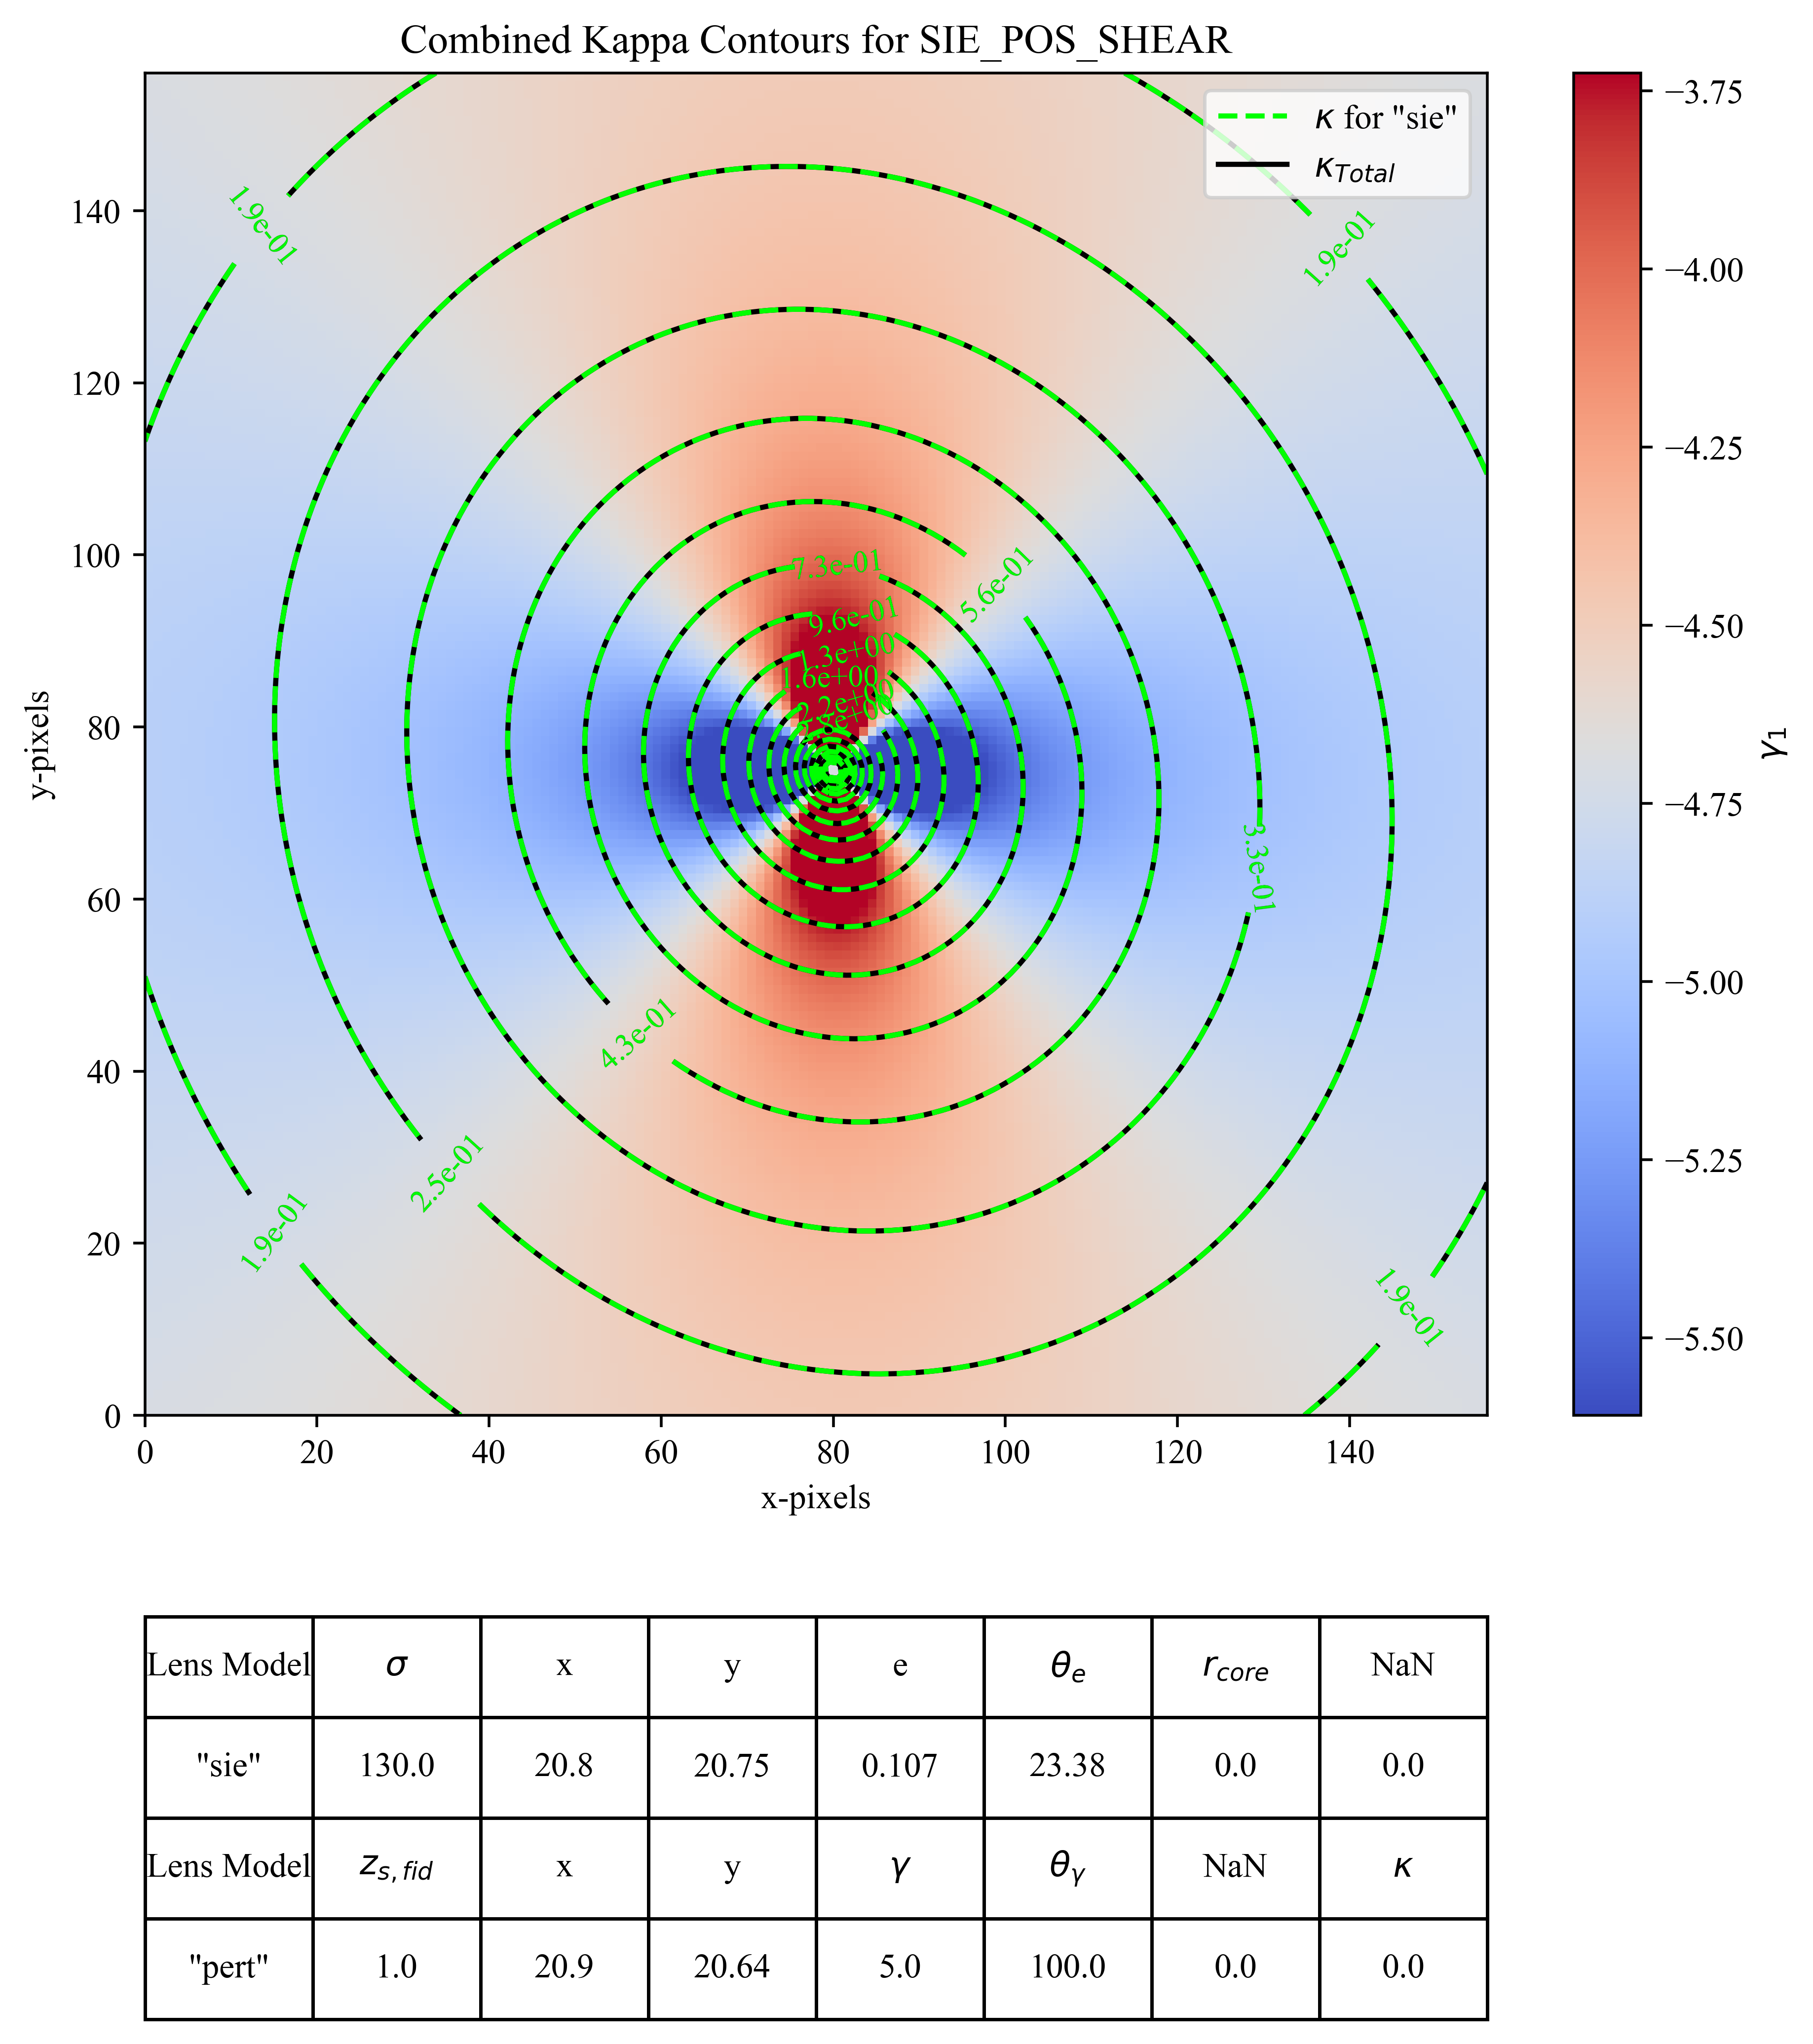 Combined Kappa Contours for SIE_POS_SHEAR
κ for "sie"
κ_Total
−3.75
−4.00
−4.25
−4.50
−4.75
−5.00
−5.25
−5.50
γ₁
140
120
100
80
60
40
20
0
y-pixels
0 20 40 60 80 100 120 140
x-pixels
1.9e-01
1.9e-01
7.3e-01
5.6e-01
9.6e-01
1.3e+00
1.6e+00
2.2e+00
3.3e-01
4.3e-01
2.5e-01
1.9e-01
1.9e-01
Lens Model σ x y e θ_e r_core NaN
"sie" 130.0 20.8 20.75 0.107 23.38 0.0 0.0
Lens Model z_s,fid x y γ θ_γ NaN κ
"pert" 1.0 20.9 20.64 5.0 100.0 0.0 0.0